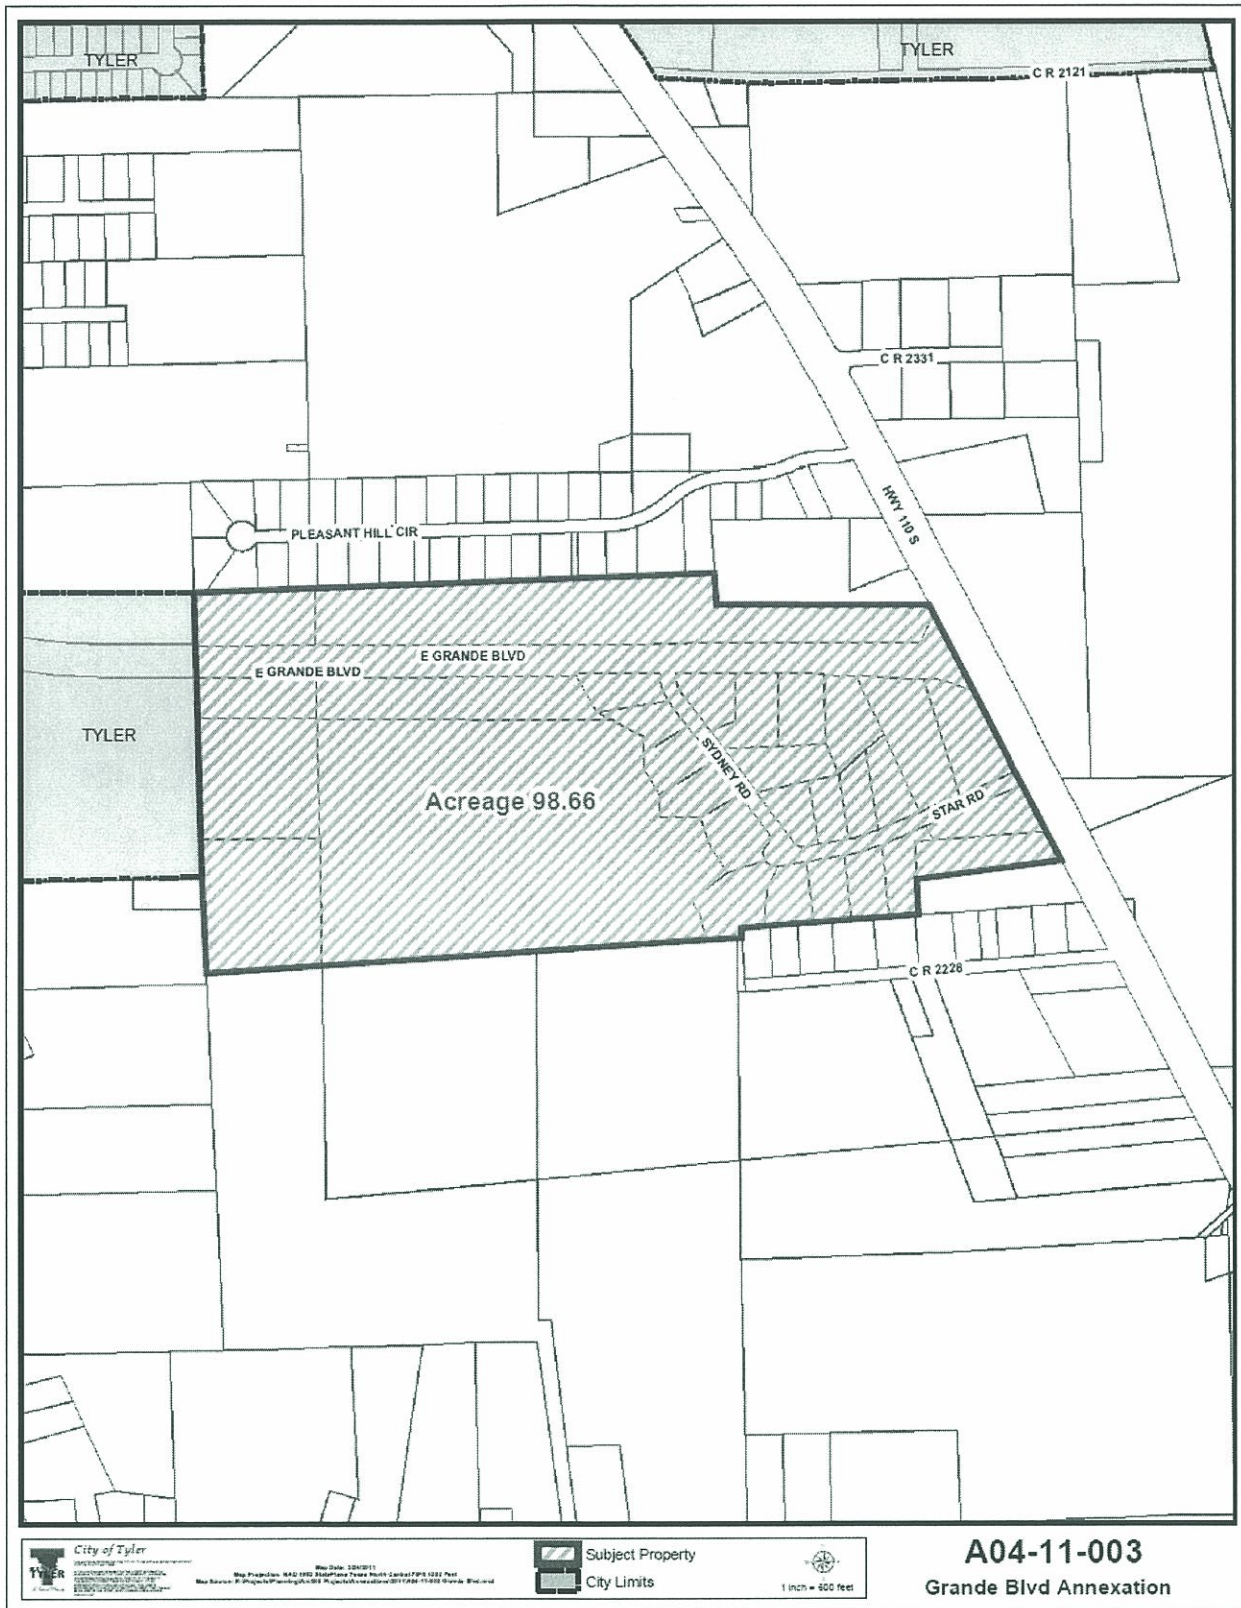 TYLER
TYLER
C R 2121
C R 2331
HWY 110 S
PLEASANT HILL CIR
E GRANDE BLVD
E GRANDE BLVD
TYLER
SYDNEY RD
Acreage 98.66
STAR RD
C R 2228
City of Tyler
TYLER
Subject Property
City Limits
1 inch = 600 feet
A04-11-003
Grande Blvd Annexation